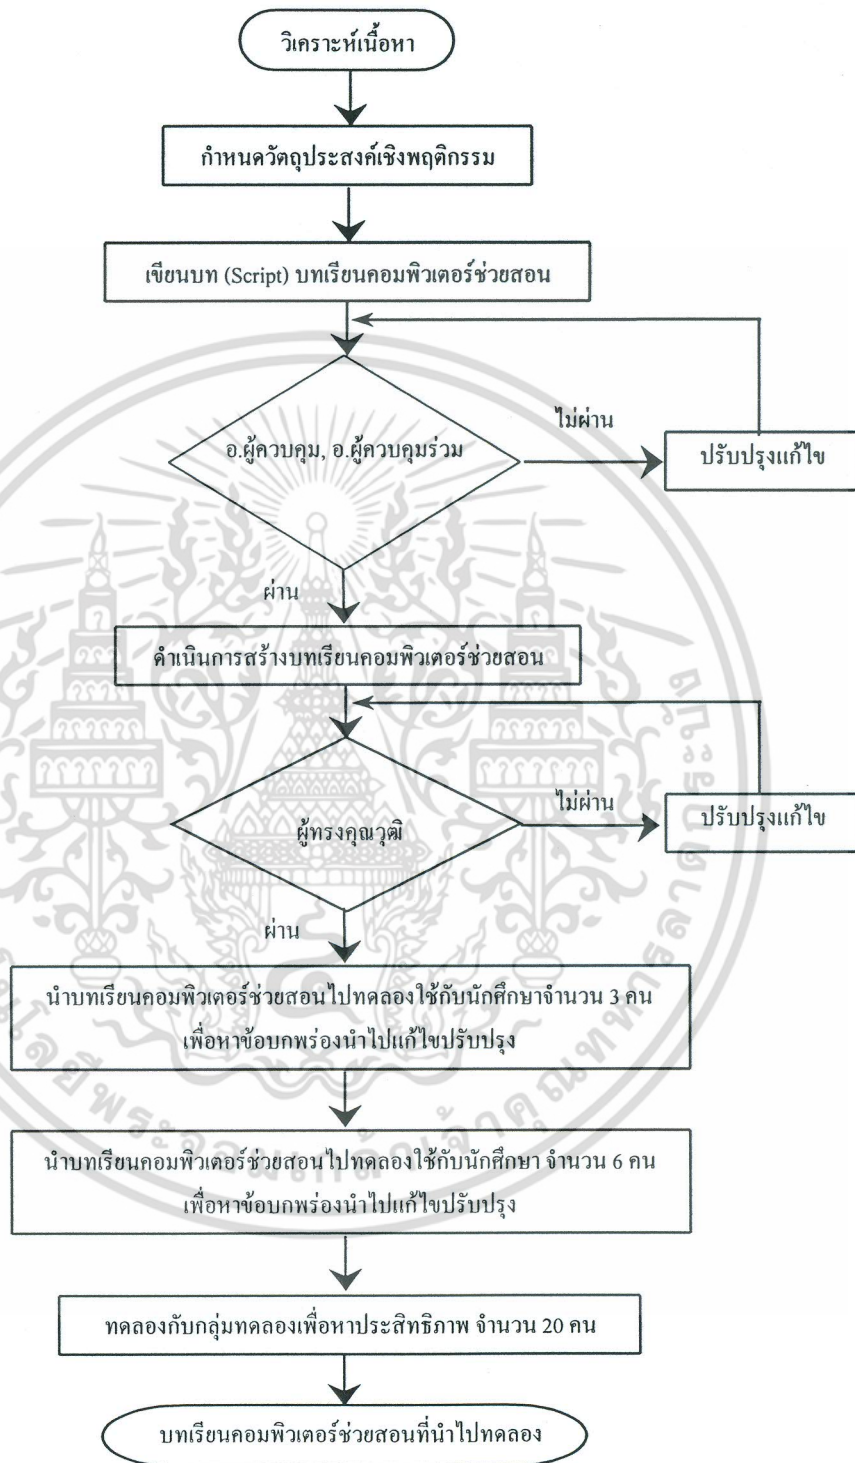 วิเคราะห์เนื้อหา
กำหนดวัตถุประสงค์เชิงพฤติกรรม
เขียนบท (Script) บทเรียนคอมพิวเตอร์ช่วยสอน
อ.ผู้ควบคุม, อ.ผู้ควบคุมร่วม
ไม่ผ่าน
ปรับปรุงแก้ไข
ผ่าน
ดำเนินการสร้างบทเรียนคอมพิวเตอร์ช่วยสอน
ผู้ทรงคุณวุฒิ
ไม่ผ่าน
ปรับปรุงแก้ไข
ผ่าน
นำบทเรียนคอมพิวเตอร์ช่วยสอนไปทดลองใช้กับนักศึกษาจำนวน 3 คน
เพื่อหาข้อบกพร่องนำไปแก้ไขปรับปรุง
นำบทเรียนคอมพิวเตอร์ช่วยสอนไปทดลองใช้กับนักศึกษา จำนวน 6 คน
เพื่อหาข้อบกพร่องนำไปแก้ไขปรับปรุง
ทดลองกับกลุ่มทดลองเพื่อหาประสิทธิภาพ จำนวน 20 คน
บทเรียนคอมพิวเตอร์ช่วยสอนที่นำไปทดลอง